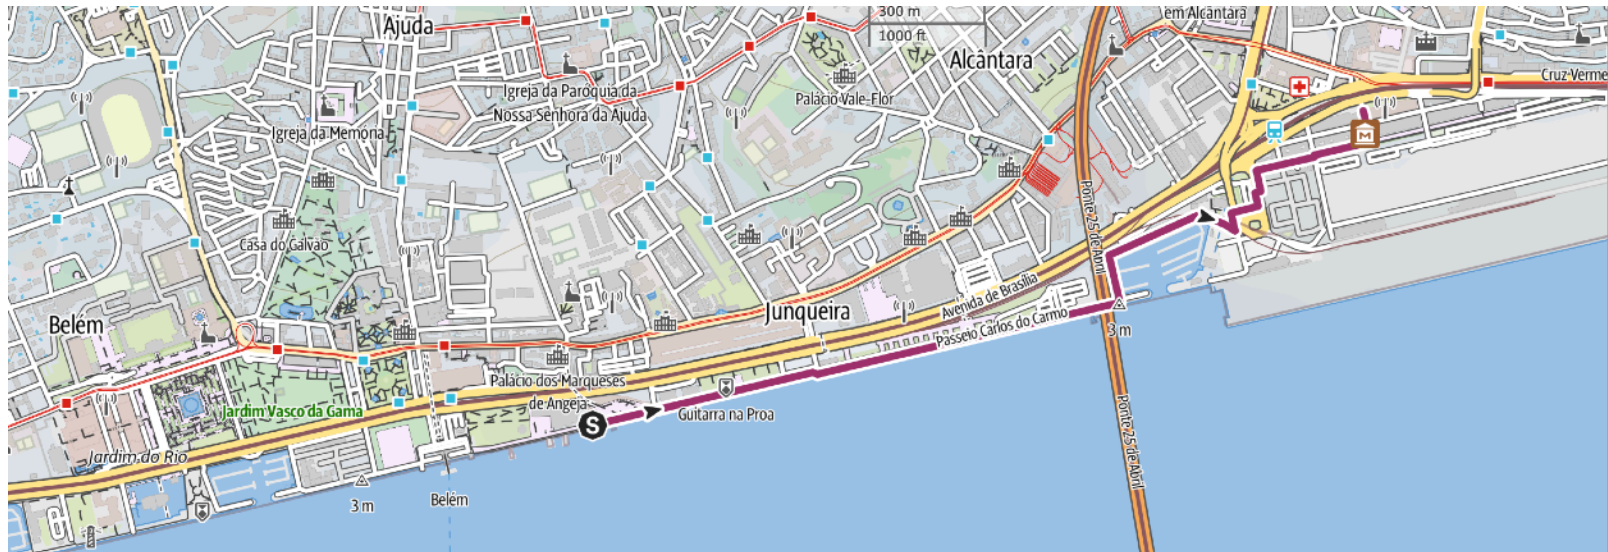 300 m
1000 ft
em Alcântara
Ajuda
Alcântara
Cruz Verme
Igreja da Paróquia da
Nossa Senhora da Ajuda
Palácio Vale-Flor
Igreja da Memória
Casa do Galvão
Ponte 25 de Abril
Belém
Junqueira
Avenida de Brasília
Passeio Carlos do Carmo
3 m
Palácio dos Marqueses
de Angeja
Jardim Vasco da Gama
S
Guitarra na Proa
Ponte 25 de Abril
Jardim do Rio
3 m
Belém
M